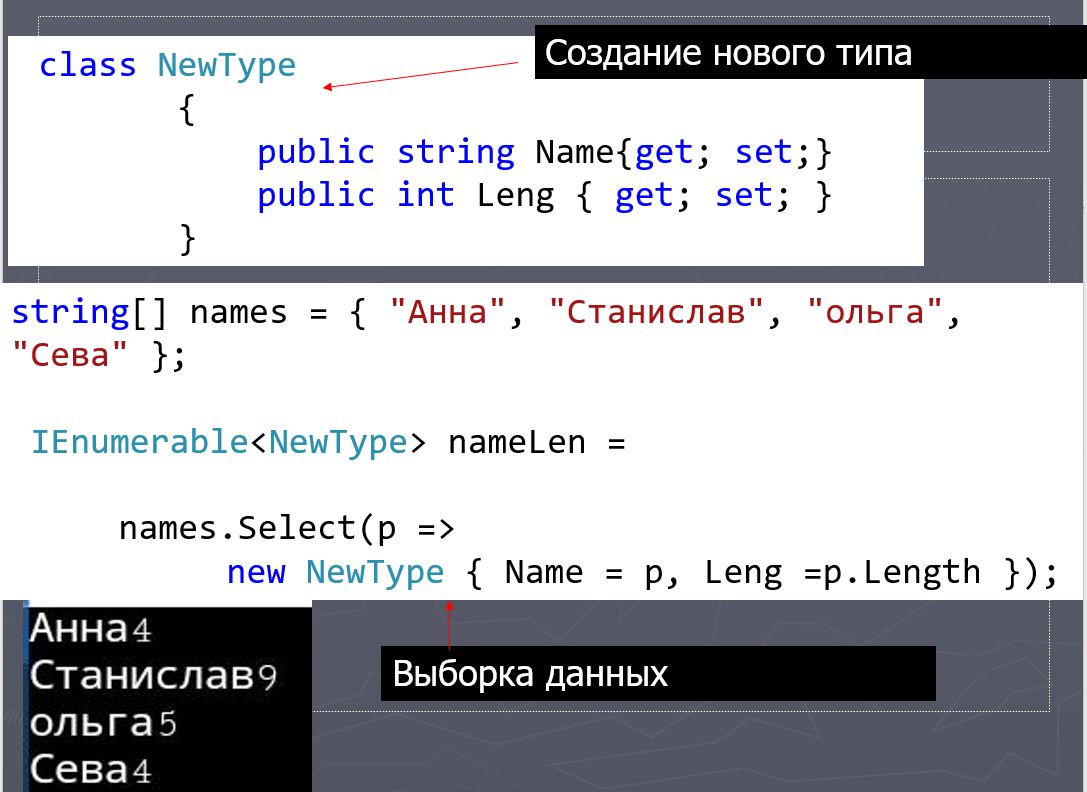 class NewType
Создание нового типа
{
public string Name{get; set;}
public int Leng { get; set; }
}
string[] names = { "Анна", "Станислав", "ольга",
"Сева" };
IEnumerable<NewType> nameLen =
names.Select(p =>
new NewType { Name = p, Leng =p.Length });
Анна4
Станислав9
ольга5
Сева4
Выборка данных